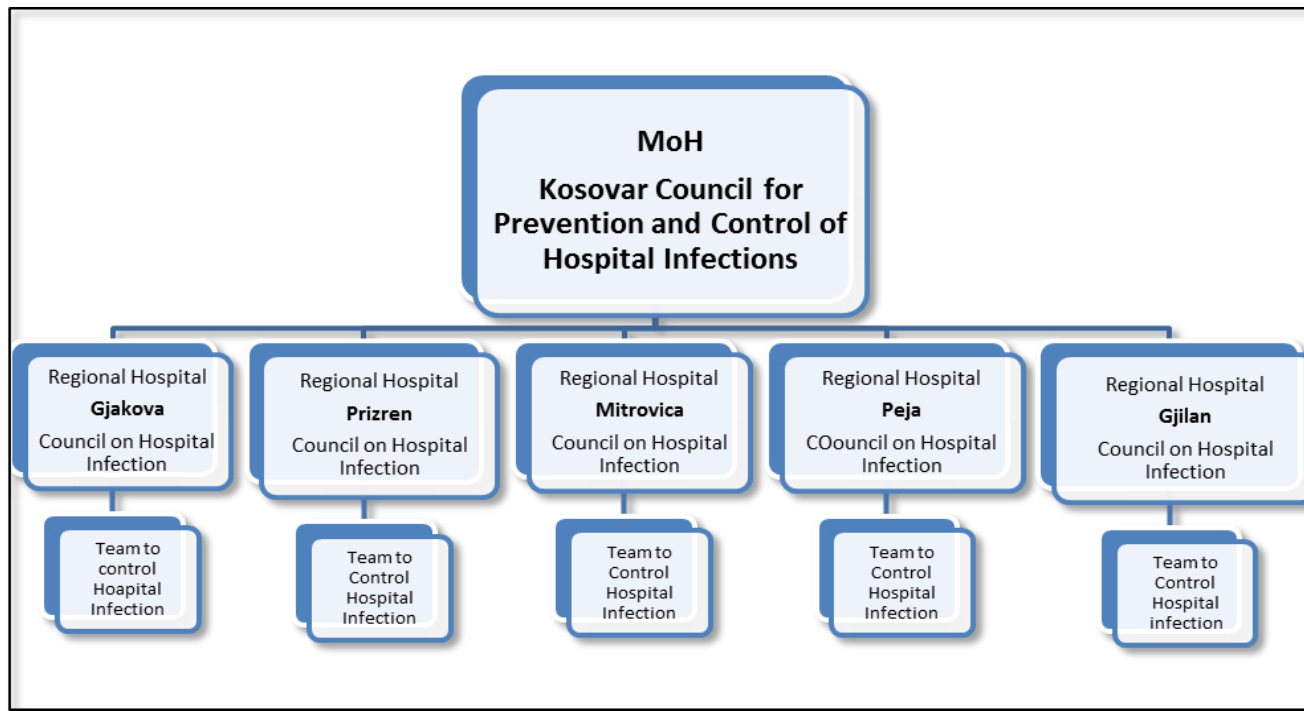 MoH
Kosovar Council for
Prevention and Control of
Hospital Infections
Regional Hospital
Gjakova
Council on Hospital
Infection
Regional Hospital
Prizren
Council on Hospital
Infection
Regional Hospital
Mitrovica
Council on Hospital
Infection
Regional Hospital
Peja
COouncil on Hospital
Infection
Regional Hospital
Gjilan
Council on Hospital
Infection
Team to
control
Hoapital
Infection
Team to
Control
Hospital
Infection
Team to
Control
Hospital
Infection
Team to
Control
Hospital
Infection
Team to
Control
Hospital
infection